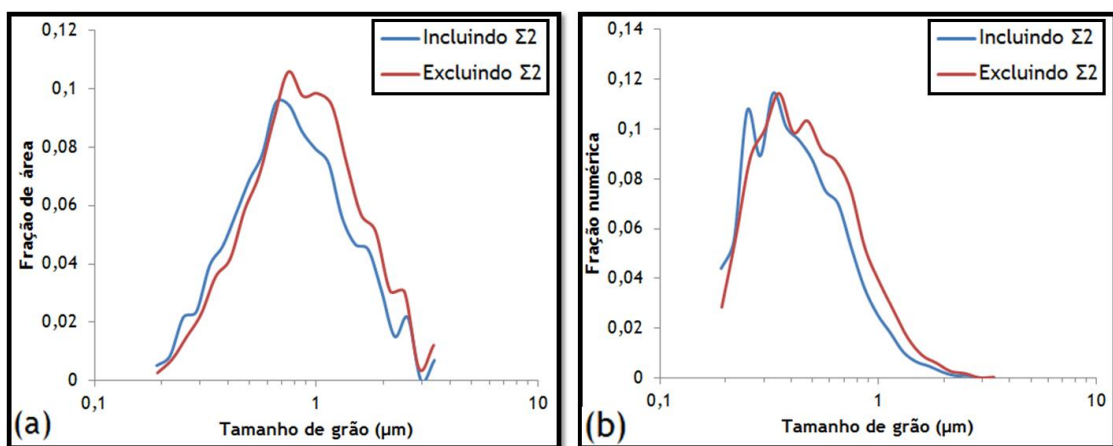 0,12
0,1
0,08
0,06
0,04
0,02
0
Fração de área
Incluindo Σ2
Excluindo Σ2
0,1
1
10
Tamanho de grão (µm)
(a)
0,14
0,12
0,1
0,08
0,06
0,04
0,02
0
Fração numérica
Incluindo Σ2
Excluindo Σ2
0,1
1
10
Tamanho de grão (µm)
(b)